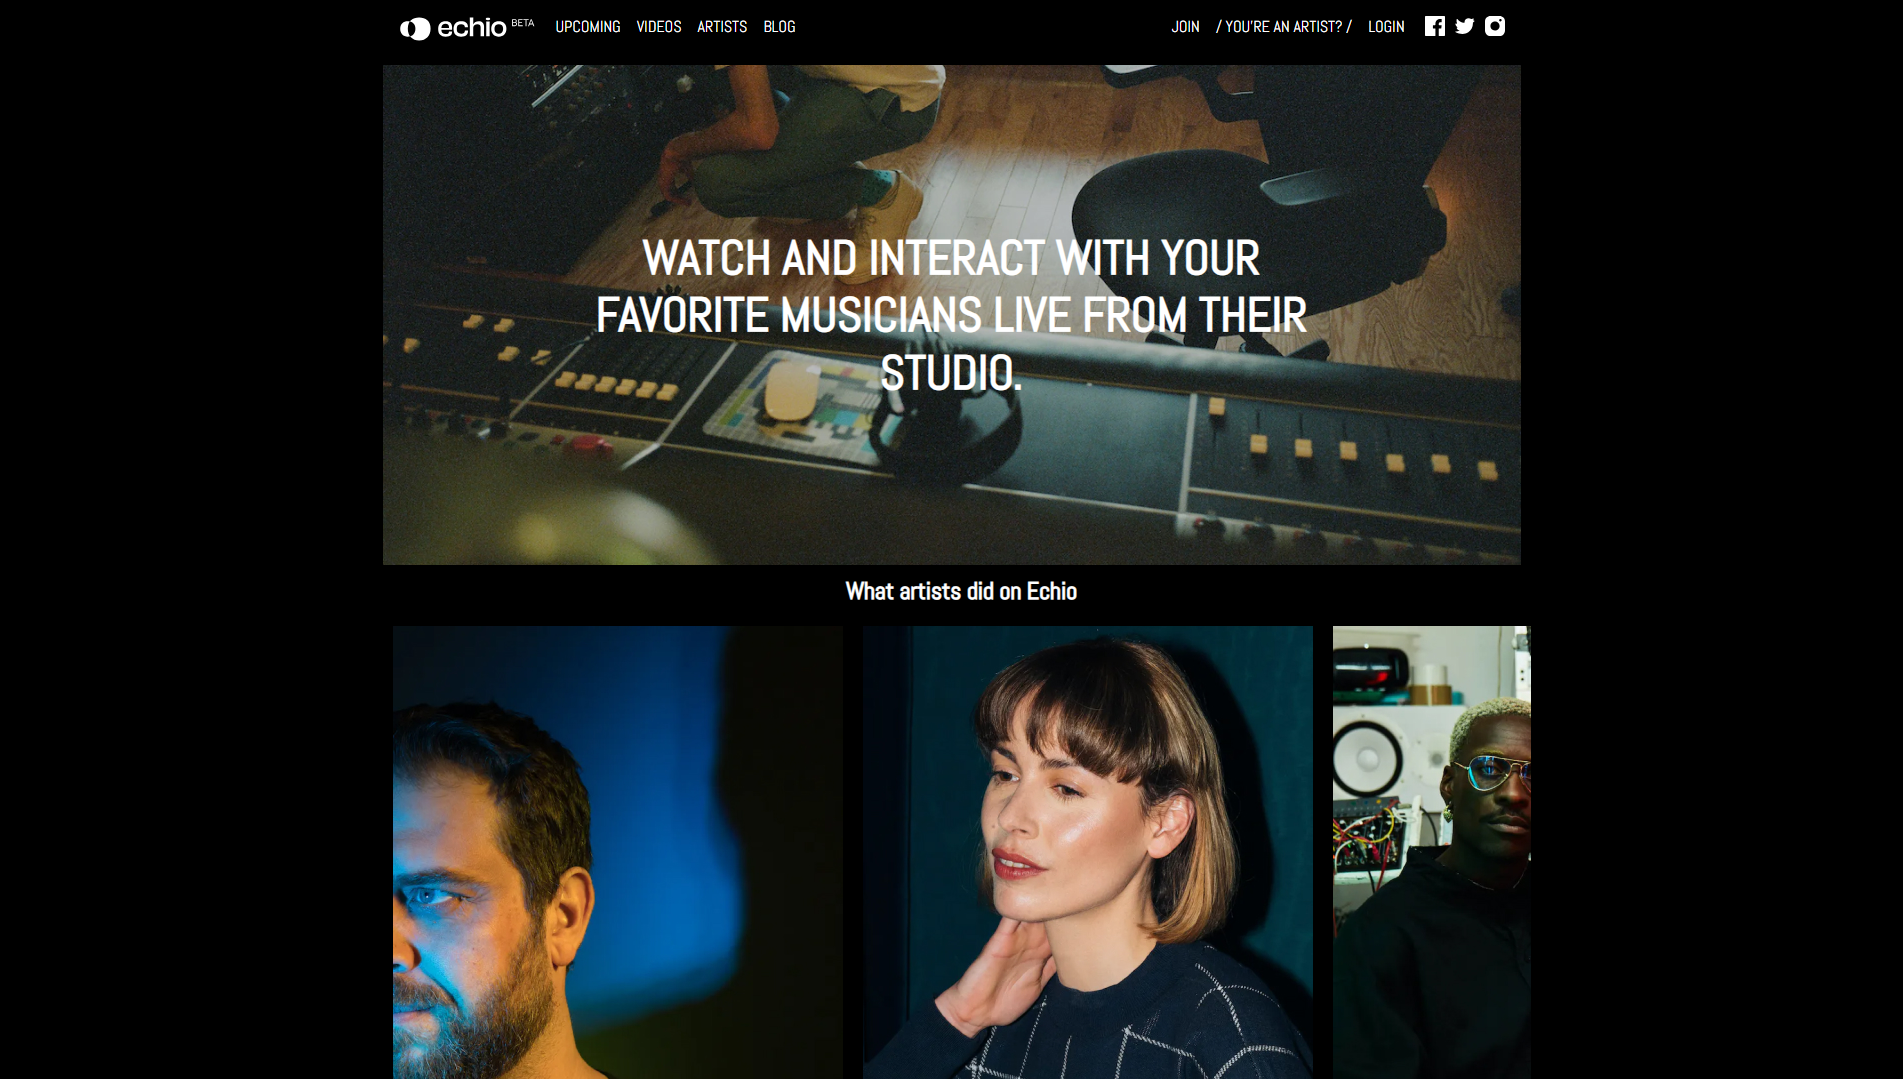 echio BETA UPCOMING VIDEOS ARTISTS BLOG JOIN / YOU'RE AN ARTIST? / LOGIN
WATCH AND INTERACT WITH YOUR
FAVORITE MUSICIANS LIVE FROM THEIR
STUDIO.
What artists did on Echio